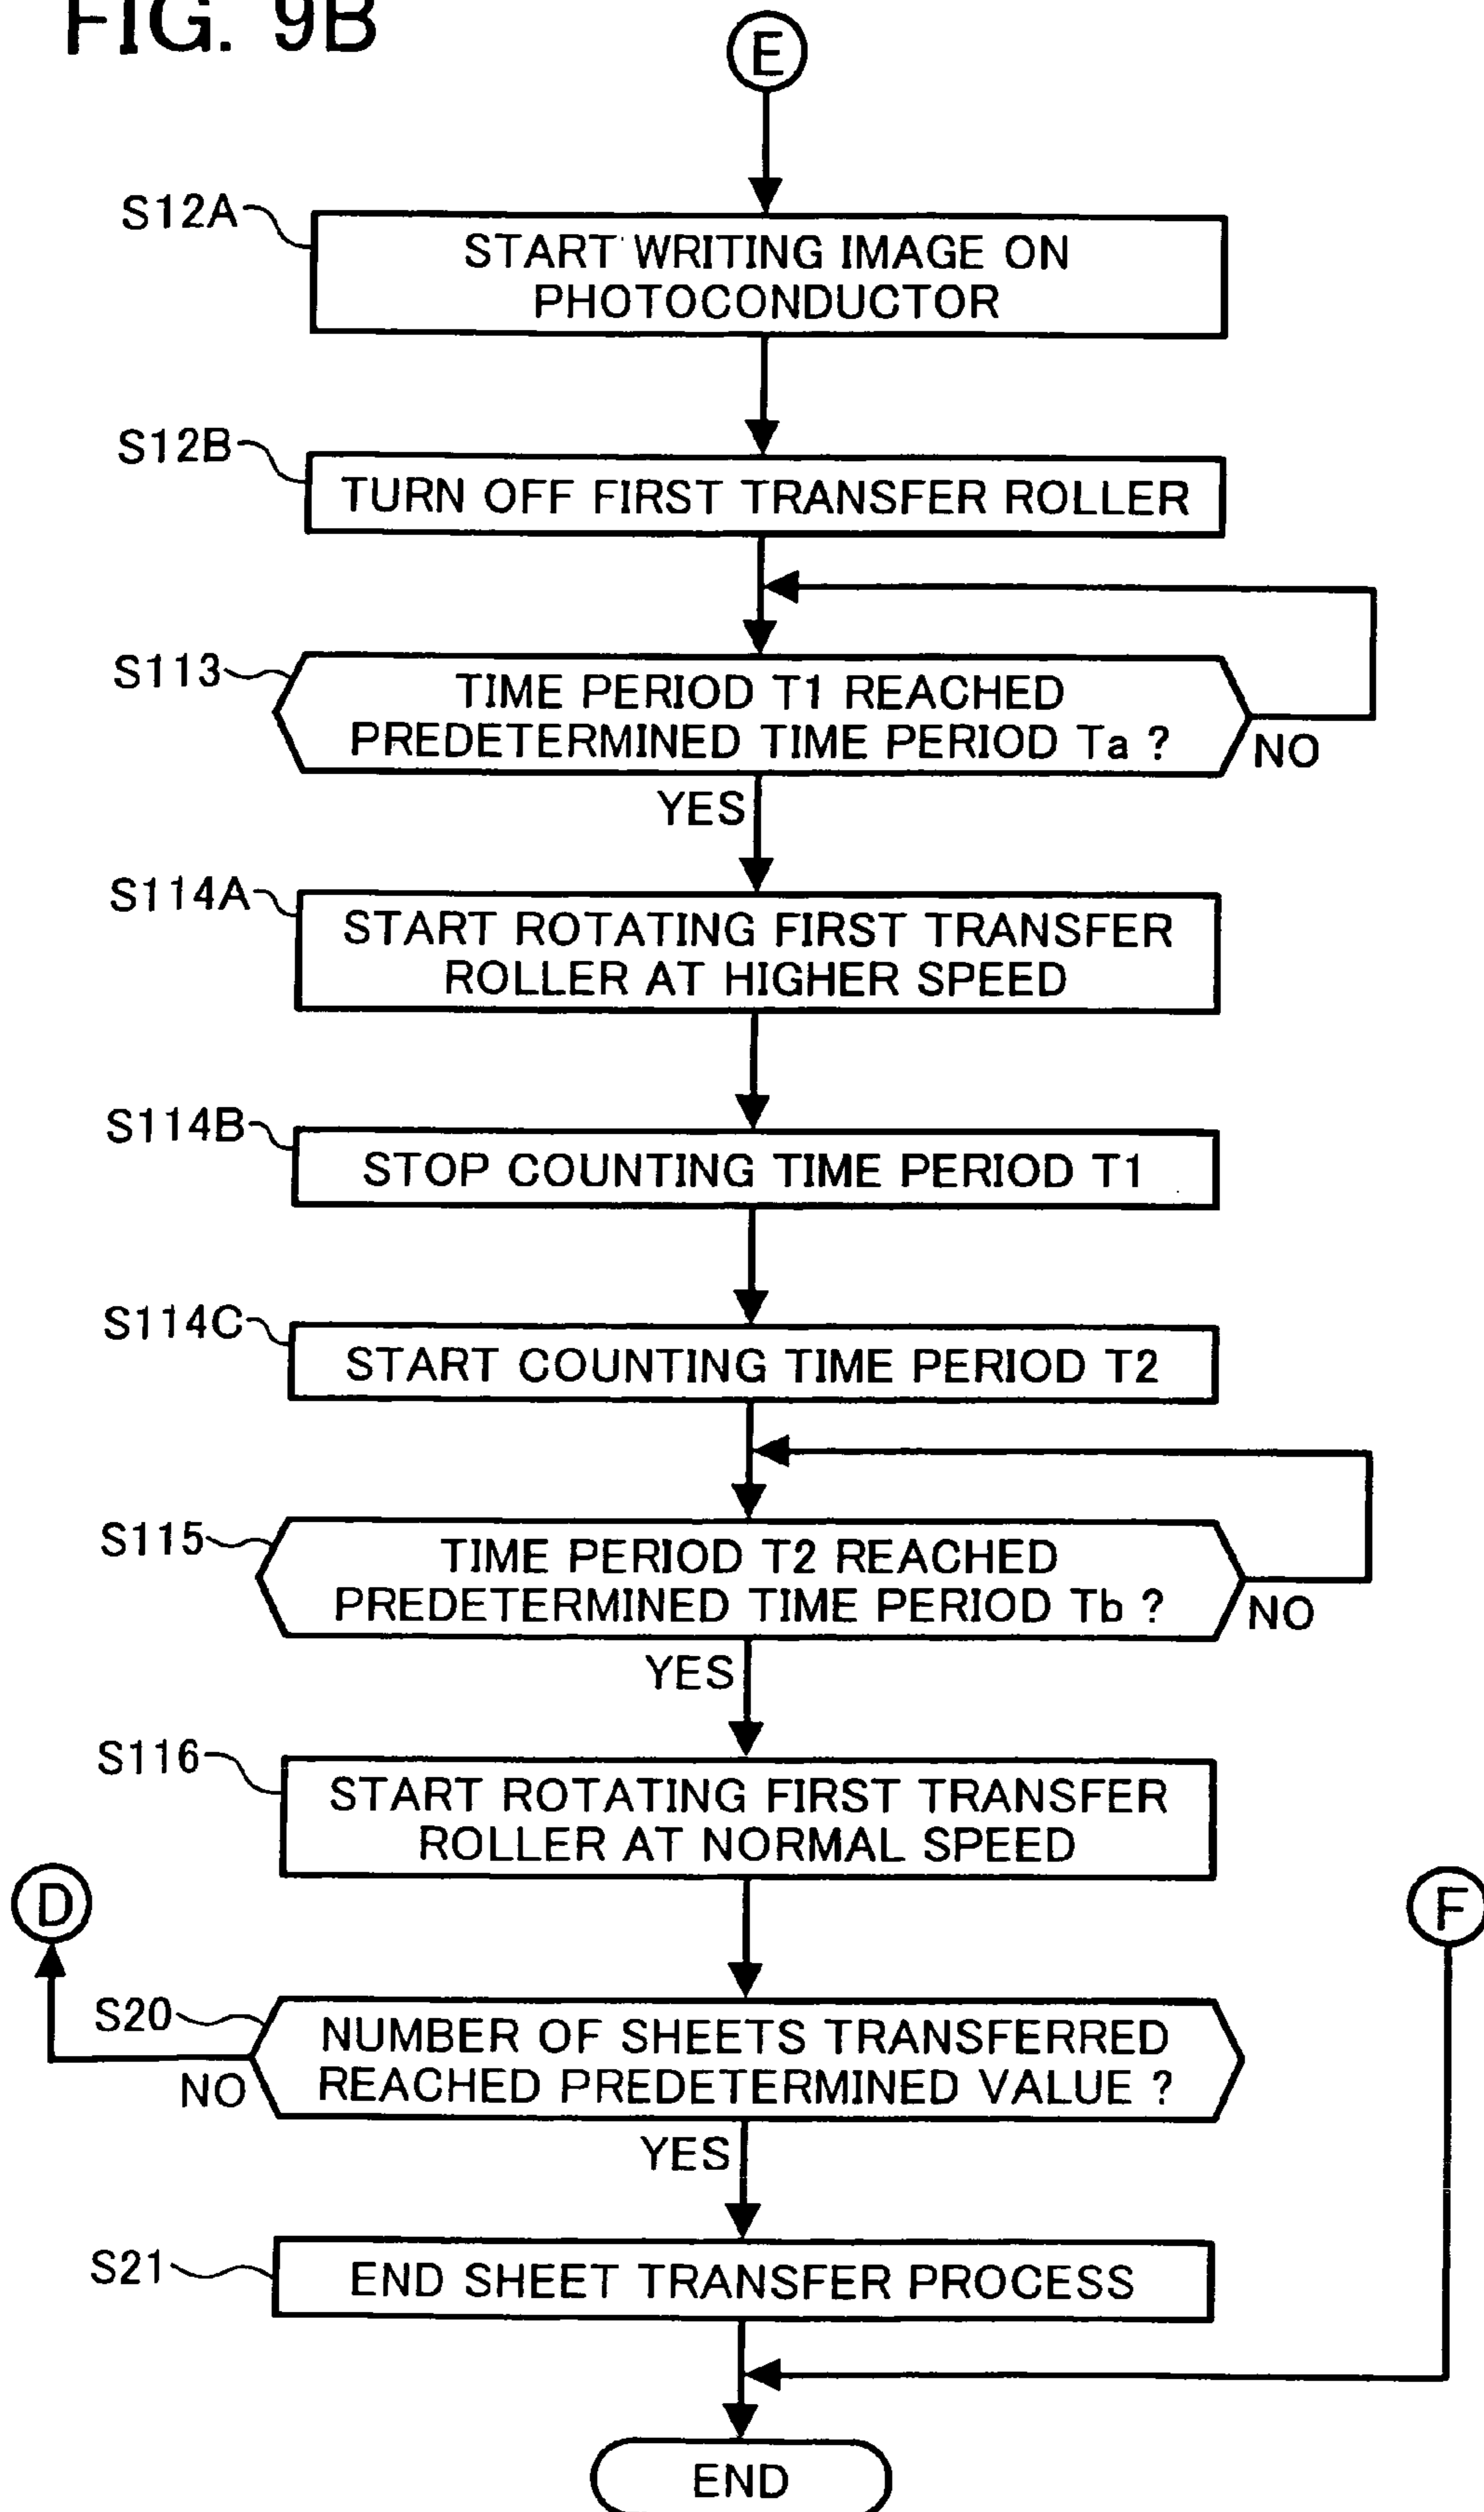 FIG. 9B
E
S12A
START WRITING IMAGE ON
PHOTOCONDUCTOR
S12B
TURN OFF FIRST TRANSFER ROLLER
S113
TIME PERIOD T1 REACHED
PREDETERMINED TIME PERIOD Ta ?
NO
YES
S114A
START ROTATING FIRST TRANSFER
ROLLER AT HIGHER SPEED
S114B
STOP COUNTING TIME PERIOD T1
S114C
START COUNTING TIME PERIOD T2
S115
TIME PERIOD T2 REACHED
PREDETERMINED TIME PERIOD Tb ?
NO
YES
S116
START ROTATING FIRST TRANSFER
ROLLER AT NORMAL SPEED
D
F
S20
NUMBER OF SHEETS TRANSFERRED
REACHED PREDETERMINED VALUE ?
NO
YES
S21
END SHEET TRANSFER PROCESS
END